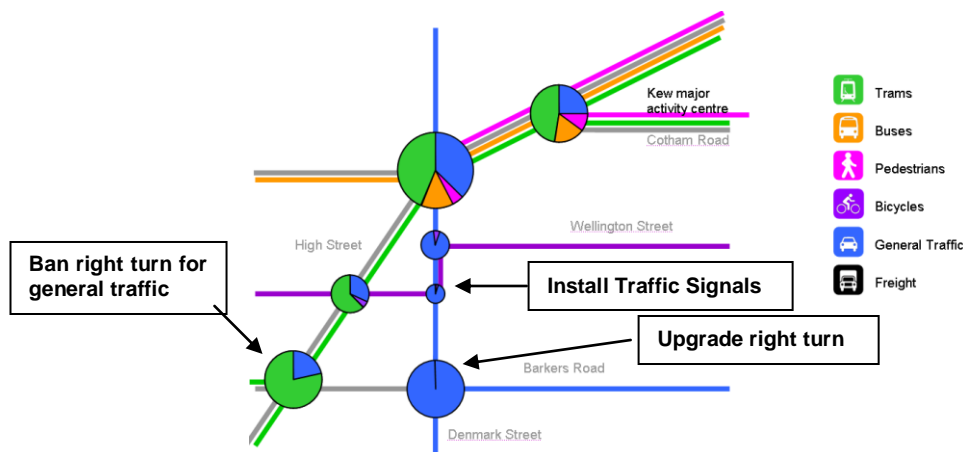 Kew major
activity centre
Cotham Road
Trams
Buses
Pedestrians
Bicycles
General Traffic
Freight
High Street
Wellington Street
Ban right turn for
general traffic
Install Traffic Signals
Upgrade right turn
Barkers Road
Denmark Street